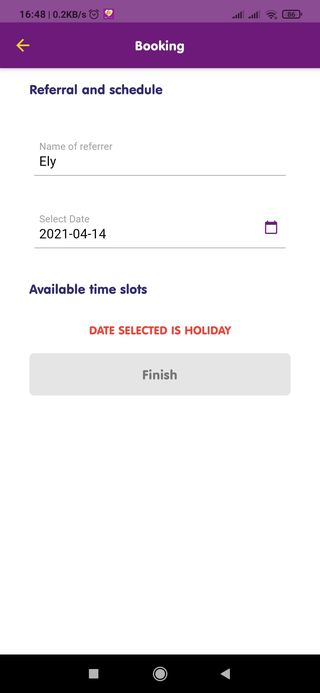 16:48 | 0.2KB/s
86
Booking
Referral and schedule
Name of referrer
Ely
Select Date
2021-04-14
Available time slots
DATE SELECTED IS HOLIDAY
Finish